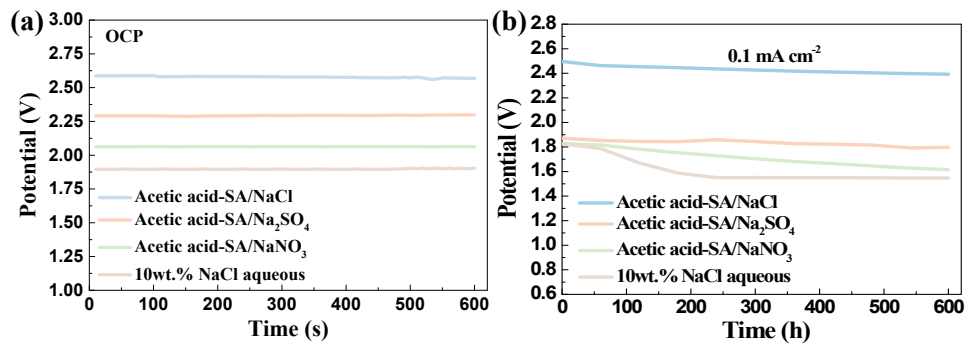 (a)
OCP
3.00
2.75
2.50
2.25
2.00
1.75
1.50
1.25
1.00
Potential (V)
Acetic acid-SA/NaCl
Acetic acid-SA/Na₂SO₄
Acetic acid-SA/NaNO₃
10wt.% NaCl aqueous
0 100 200 300 400 500 600
Time (s)
(b)
0.1 mA cm⁻²
2.8
2.6
2.4
2.2
2.0
1.8
1.6
1.4
1.2
1.0
0.8
0.6
Potential (V)
Acetic acid-SA/NaCl
Acetic acid-SA/Na₂SO₄
Acetic acid-SA/NaNO₃
10wt.% NaCl aqueous
0 100 200 300 400 500 600
Time (h)